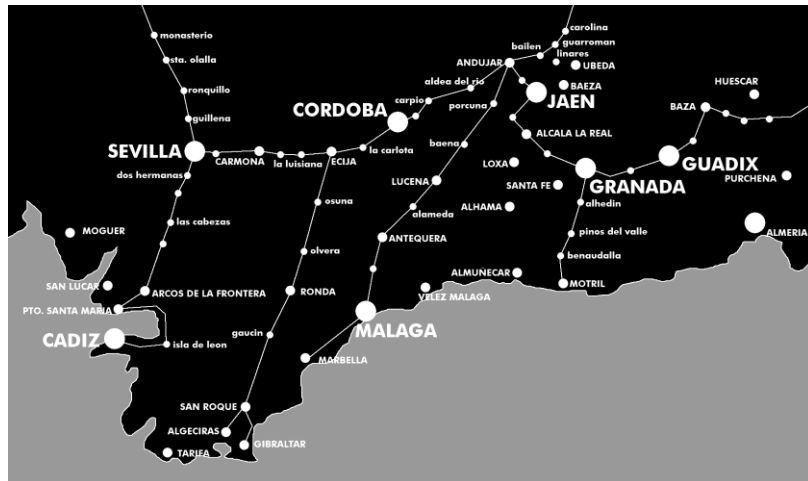 carolina
monasterio
guarroman
bailen
linares
sta. olalla
ANDUJAR
UBEDA
aldea del rio
HUESCAR
ronquillo
BAEZA
JAEN
carpio
porcuna
BAZA
CORDOBA
guillena
ALCALA LA REAL
SEVILLA
CARMONA
la luisiana
ECIJA
la carlota
baena
LOXA
GUADIX
dos hermanas
LUCENA
SANTA FE
GRANADA
PURCHENA
osuna
alameda
ALHAMA
alhedin
las cabezas
MOGUER
ANTEQUERA
pinos del valle
ALMERIA
olvera
benaudalla
SAN LUCAR
ARCOS DE LA FRONTERA
RONDA
ALMUÑECAR
MOTRIL
VELEZ MALAGA
PTO. SANTA MARIA
MALAGA
CADIZ
isla de leon
gaucin
MARBELLA
SAN ROQUE
ALGECIRAS
GIBRALTAR
TARIFA